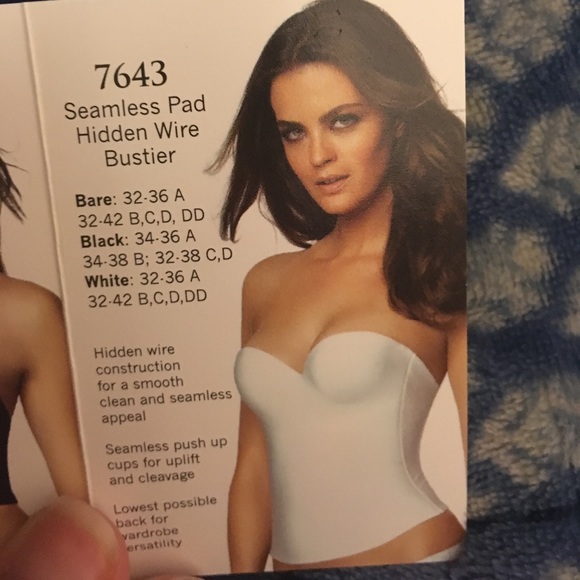 7643
Seamless Pad
Hidden Wire
Bustier
Bare: 32-36 A
32-42 B,C,D, DD
Black: 34-36 A
34-38 B; 32-38 C,D
White: 32-36 A
32-42 B,C,D,DD
Hidden wire
construction
for a smooth
clean and seamless
appeal
Seamless push up
cups for uplift
and cleavage
Lowest possible
back for
wardrobe
versatility